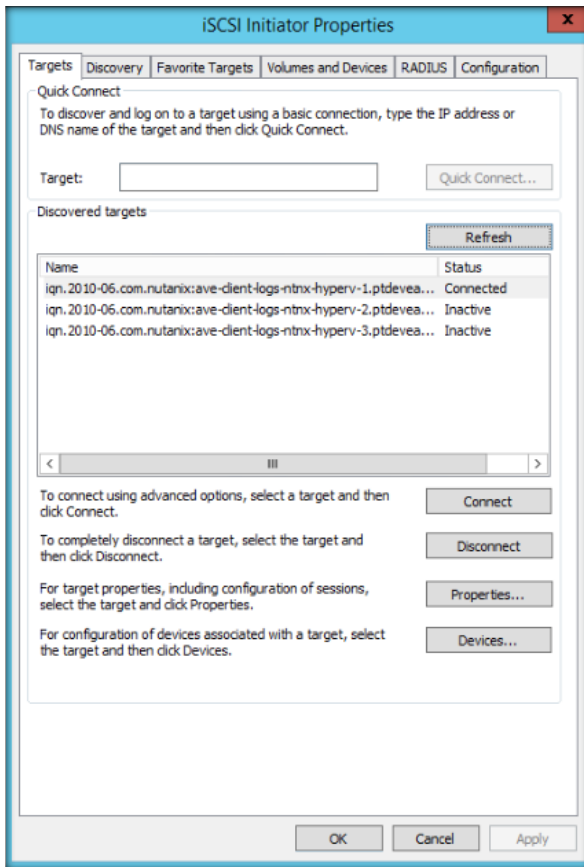 iSCSI Initiator Properties
x
Targets Discovery Favorite Targets Volumes and Devices RADIUS Configuration
Quick Connect
To discover and log on to a target using a basic connection, type the IP address or
DNS name of the target and then click Quick Connect.
Target:
Quick Connect...
Discovered targets
Refresh
Name Status
iqn.2010-06.com.nutanix:ave-client-logs-ntnx-hyperv-1.ptdevea... Connected
iqn.2010-06.com.nutanix:ave-client-logs-ntnx-hyperv-2.ptdevea... Inactive
iqn.2010-06.com.nutanix:ave-client-logs-ntnx-hyperv-3.ptdevea... Inactive
To connect using advanced options, select a target and then
click Connect.
Connect
To completely disconnect a target, select the target and
then click Disconnect.
Disconnect
For target properties, including configuration of sessions,
select the target and click Properties.
Properties...
For configuration of devices associated with a target, select
the target and then click Devices.
Devices...
OK Cancel Apply